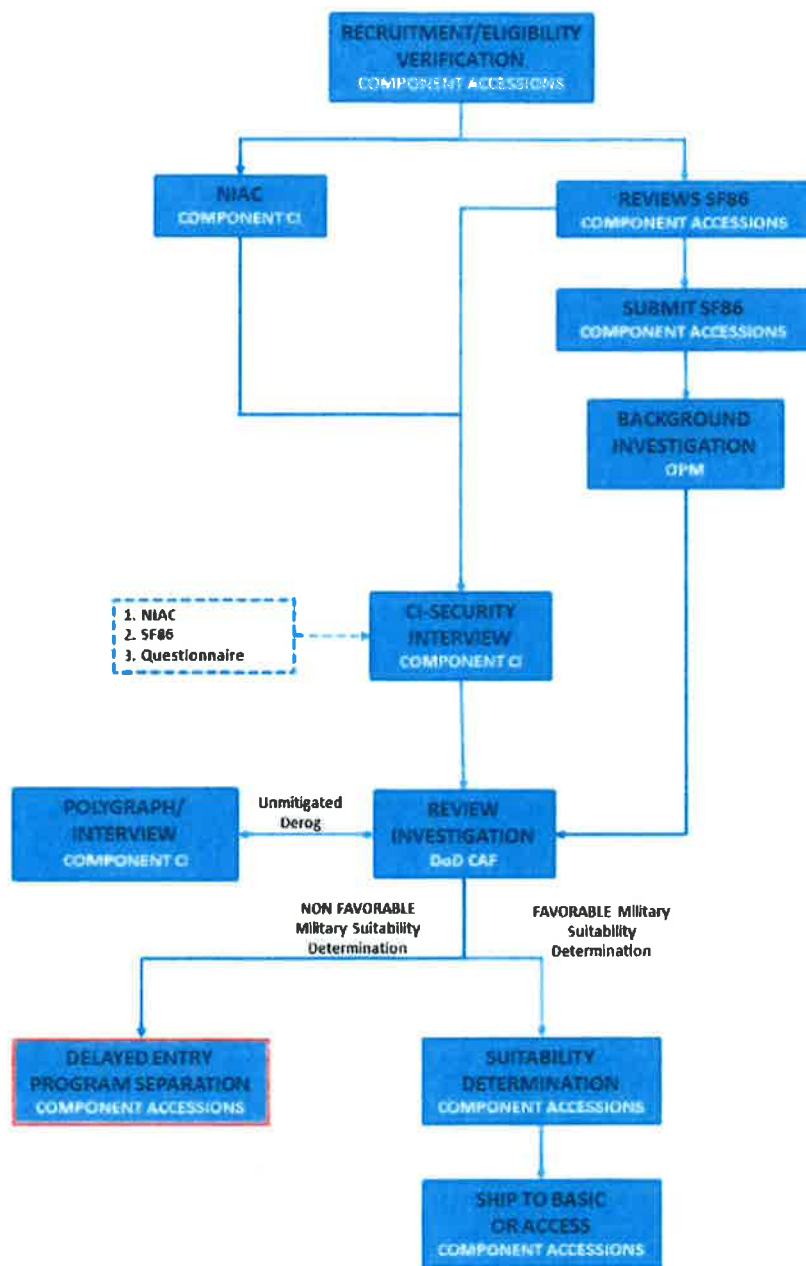 RECRUITMENT/ELIGIBILITY
VERIFICATION
COMPONENT ACCESSIONS
NIAC
COMPONENT CI
REVIEWS SF86
COMPONENT ACCESSIONS
SUBMIT SF86
COMPONENT ACCESSIONS
BACKGROUND
INVESTIGATION
OPM
1. NIAC
2. SF86
3. Questionnaire
CI-SECURITY
INTERVIEW
COMPONENT CI
POLYGRAPH/
INTERVIEW
COMPONENT CI
Unmitigated
Derog
REVIEW
INVESTIGATION
DoD CAF
NON FAVORABLE
Military Suitability
Determination
FAVORABLE Military
Suitability
Determination
DELAYED ENTRY
PROGRAM SEPARATION
COMPONENT ACCESSIONS
SUITABILITY
DETERMINATION
COMPONENT ACCESSIONS
SHIP TO BASIC
OR ACCESS
COMPONENT ACCESSIONS